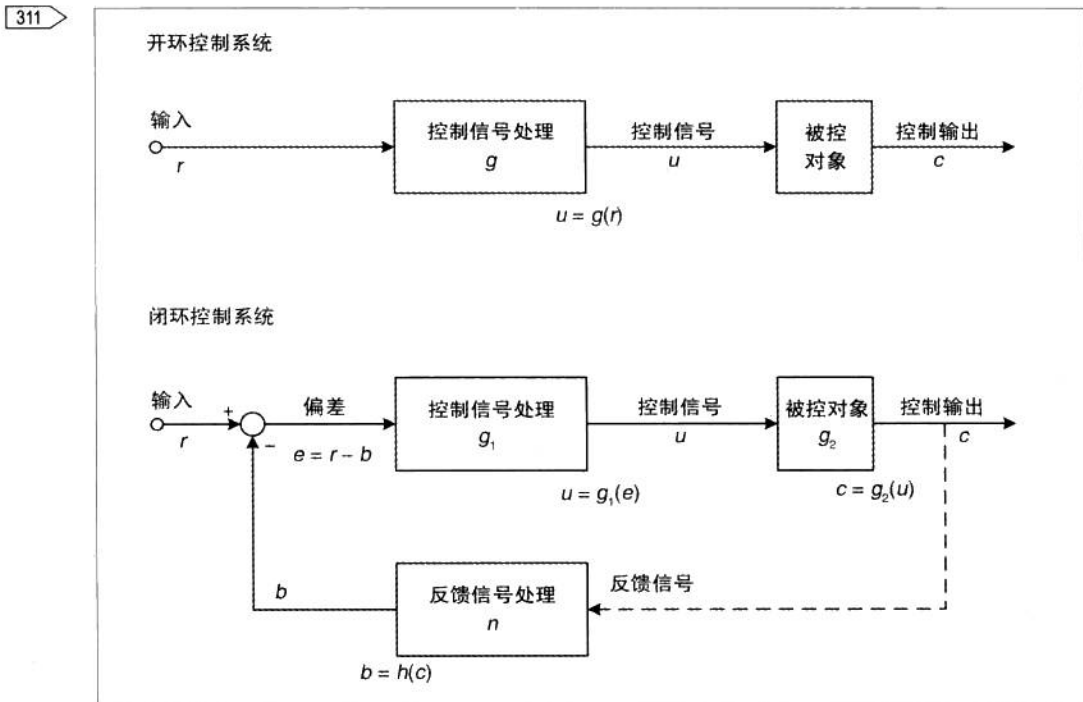 311
开环控制系统
输入
r
控制信号处理
g
控制信号
u
被控
对象
控制输出
c
u = g(r)
闭环控制系统
输入
r
+
−
偏差
e = r − b
控制信号处理
g₁
控制信号
u
被控对象
g₂
控制输出
c
u = g₁(e)
c = g₂(u)
b
反馈信号处理
n
反馈信号
b = h(c)